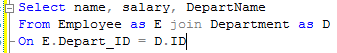 Select name, salary, DepartName
From Employee as E join Department as D
On E.Depart_ID = D.ID